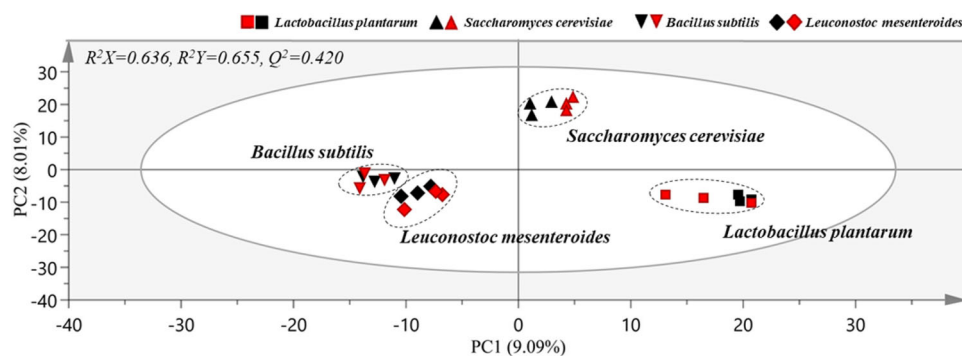 Lactobacillus plantarum Saccharomyces cerevisiae Bacillus subtilis Leuconostoc mesenteroides
R²X=0.636, R²Y=0.655, Q²=0.420
30
20
10
0
-10
-20
-30
-40
PC2 (8.01%)
Saccharomyces cerevisiae
Bacillus subtilis
Leuconostoc mesenteroides
Lactobacillus plantarum
-40 -30 -20 -10 0 10 20 30
PC1 (9.09%)